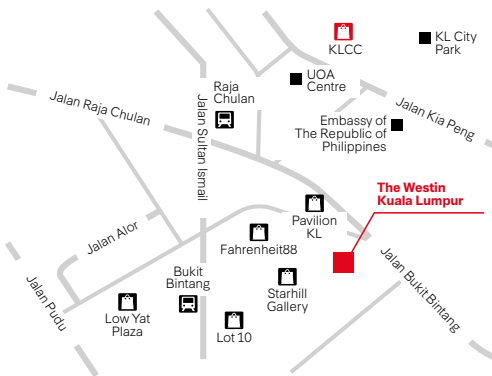 KLCC
KL City
Park
UOA
Centre
Raja
Chulan
Jalan Raja Chulan
Jalan Sultan Ismail
Jalan Kia Peng
Embassy of
The Republic of
Philippines
The Westin
Kuala Lumpur
Pavilion
KL
Fahrenheit88
Jalan Alor
Bukit
Bintang
Starhill
Gallery
Jalan Bukit Bintang
Jalan Pudu
Low Yat
Plaza
Lot 10